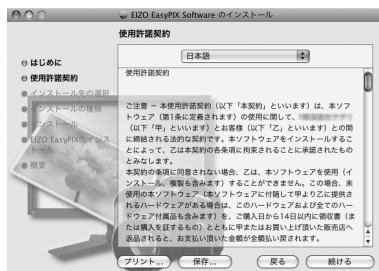 EIZO EasyPIX Software のインストール
使用許諾契約
日本語
はじめに
使用許諾契約
インストール先の選択
インストールの種類
インストール
EIZO EasyPIXのインス
トール
概要
使用許諾契約
ご注意 − 本使用許諾契約（以下「本契約」といいます）は、本ソフ
トウェア（第1条に定義されます）の使用に関して、
（以下「甲」といいます）とお客様（以下「乙」といいます）との間
に締結される法的な契約です。本ソフトウェアをインストールするこ
とによって、乙は本契約の各条項に拘束されることに承諾されたもの
とみなします。
本契約の条項に同意されない場合、乙は、本ソフトウェアを使用（イ
ンストール、複製も含みます）することができません。この場合、未
使用の本ソフトウェア（本ソフトウェアに付随して甲より乙に提供さ
れるハードウェアがある場合は、このハードウェアおよび全てのハー
ドウェア付属品も含みます）を、ご購入日から14日以内に領収書（ま
たは購入を証するもの）とともに甲またはお買い上げ頂いた販売店へ
返品されると、お支払い頂いた金額が全額払い戻されます。
プリント... 保存... 戻る 続ける